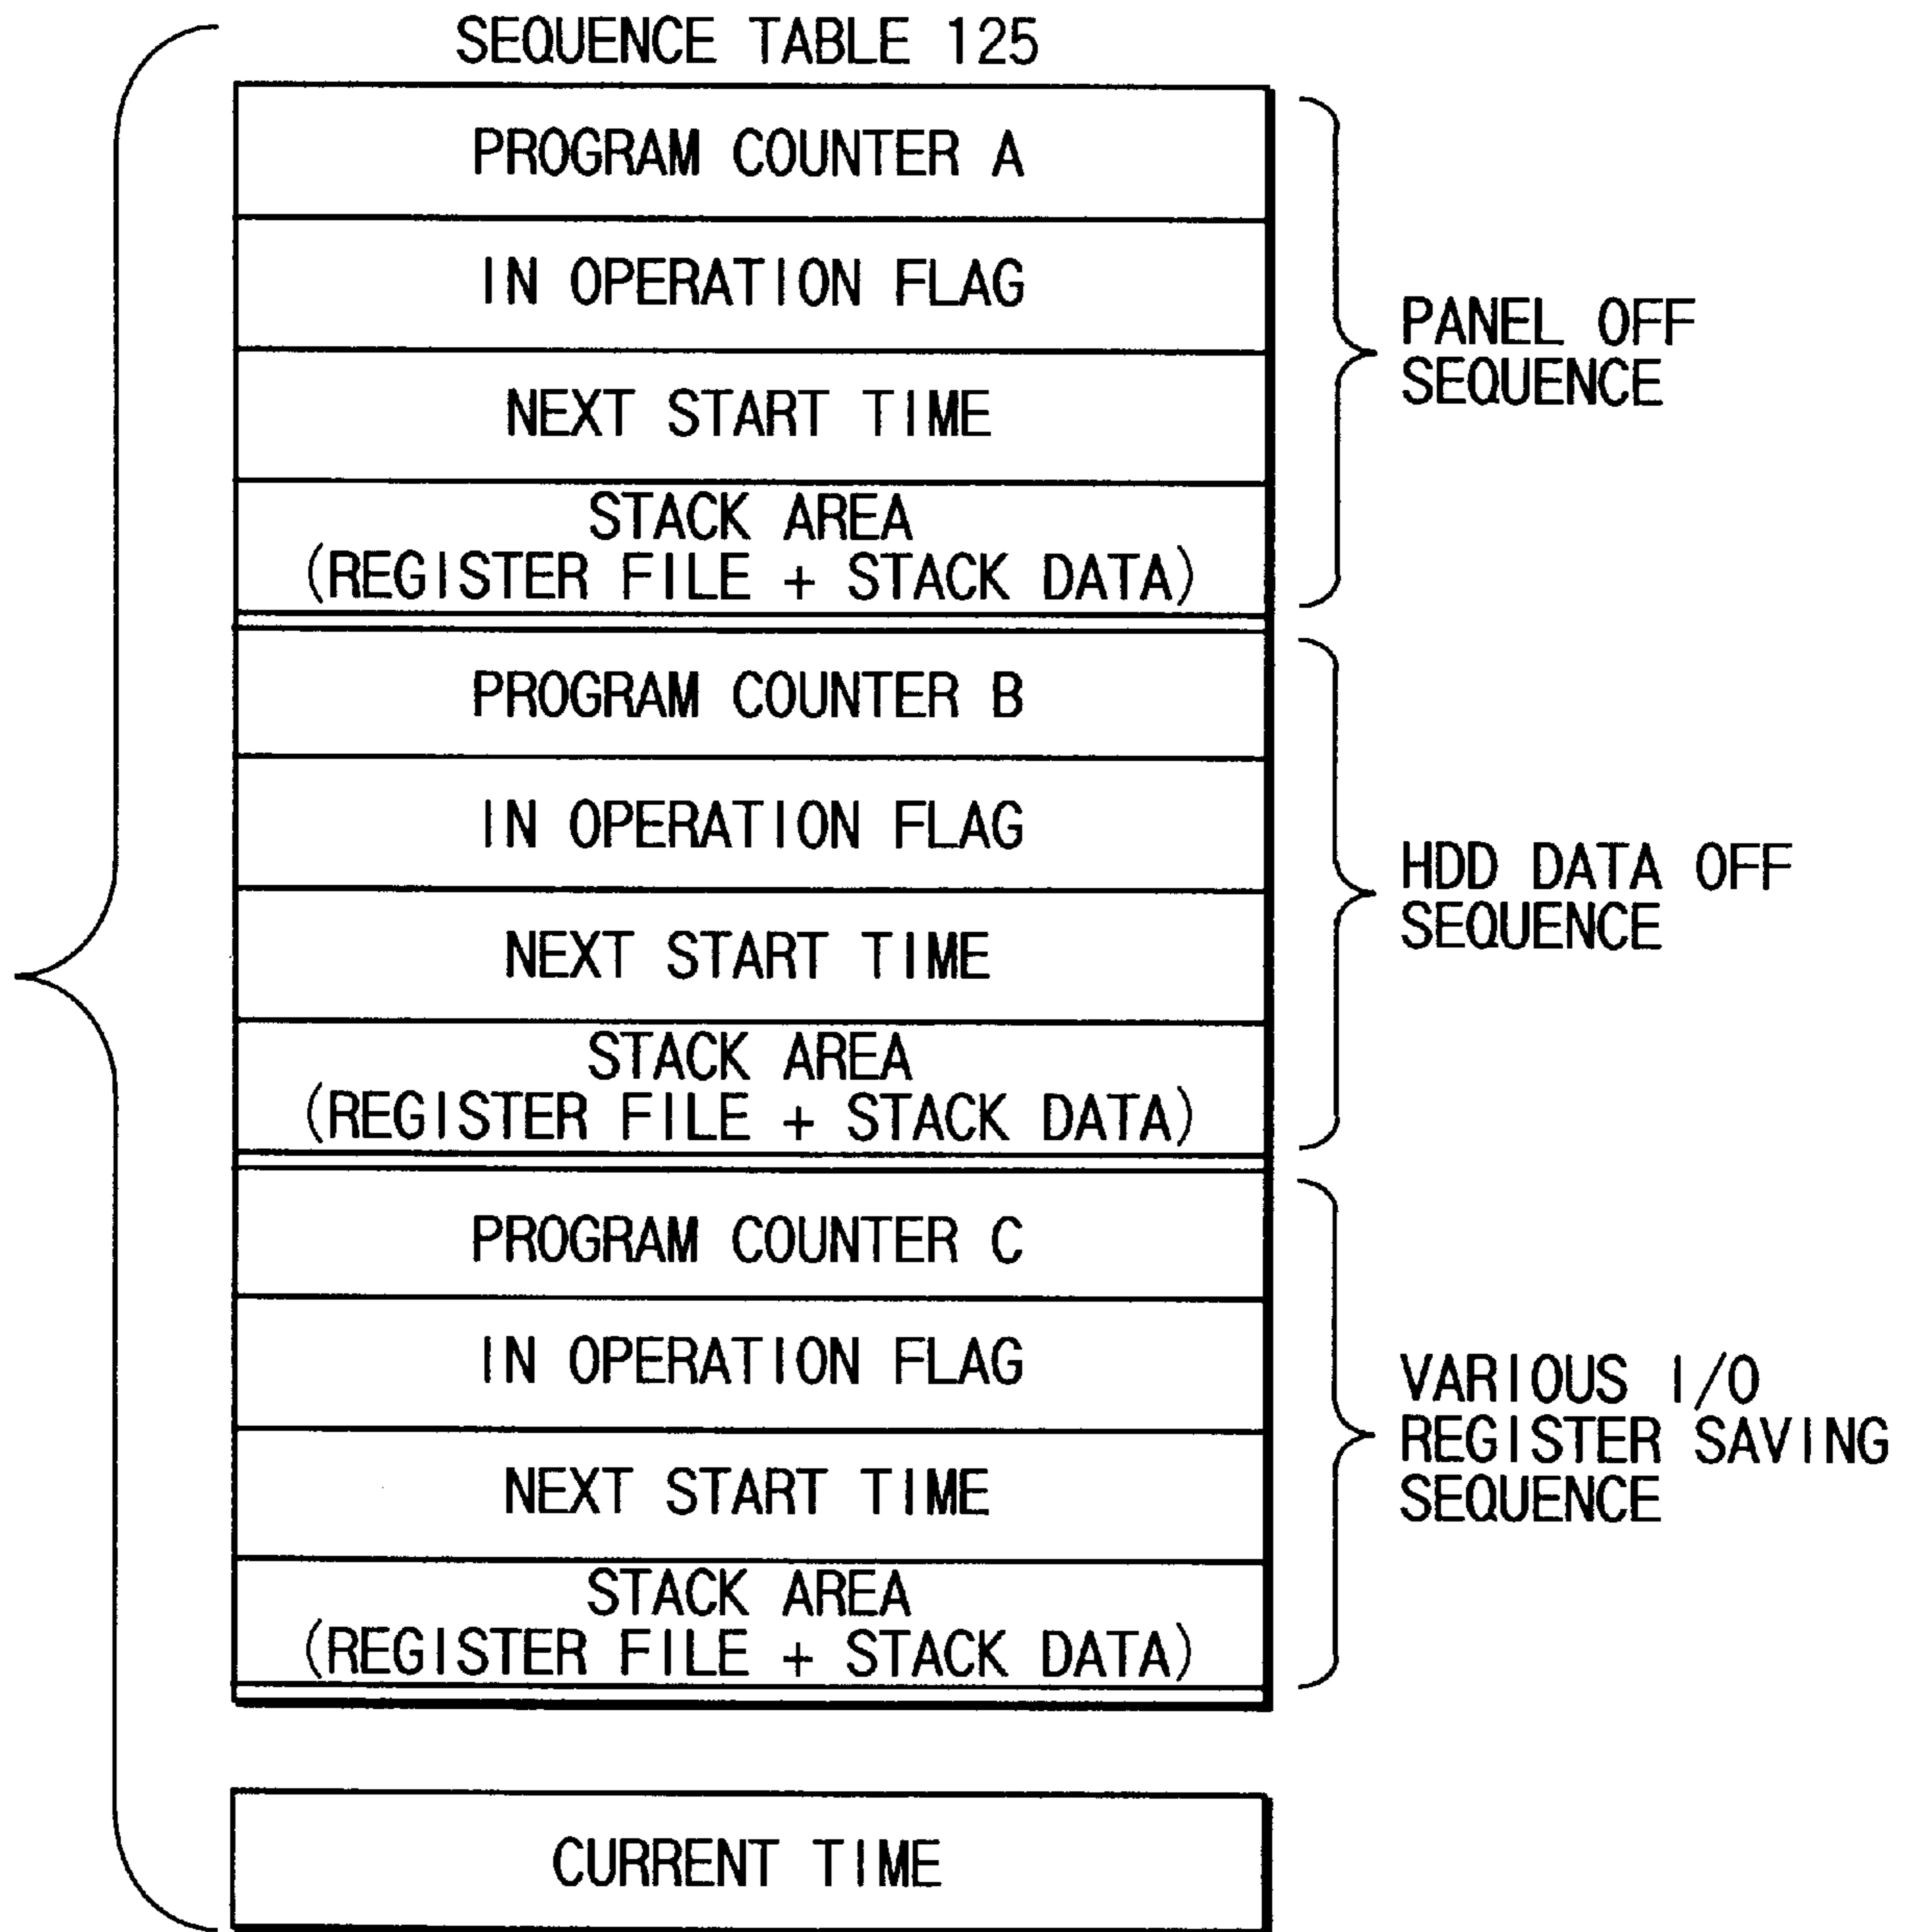 SEQUENCE TABLE 125
PROGRAM COUNTER A
IN OPERATION FLAG
NEXT START TIME
STACK AREA
(REGISTER FILE + STACK DATA)
PANEL OFF
SEQUENCE
PROGRAM COUNTER B
IN OPERATION FLAG
NEXT START TIME
STACK AREA
(REGISTER FILE + STACK DATA)
HDD DATA OFF
SEQUENCE
PROGRAM COUNTER C
IN OPERATION FLAG
NEXT START TIME
STACK AREA
(REGISTER FILE + STACK DATA)
VARIOUS I/O
REGISTER SAVING
SEQUENCE
CURRENT TIME